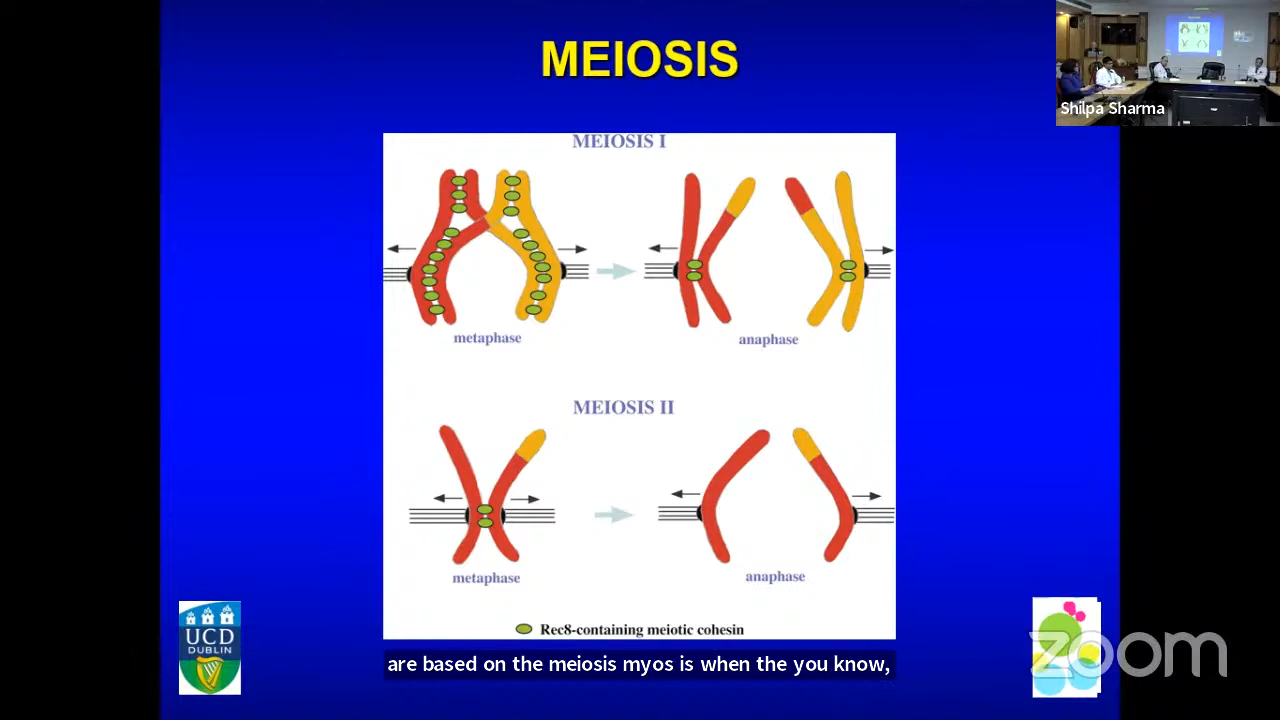 MEIOSIS
Shilpa Sharma
MEIOSIS I
metaphase
anaphase
MEIOSIS II
metaphase
anaphase
Rec8-containing meiotic cohesin
UCD
DUBLIN
zoom
are based on the meiosis myos is when the you know,